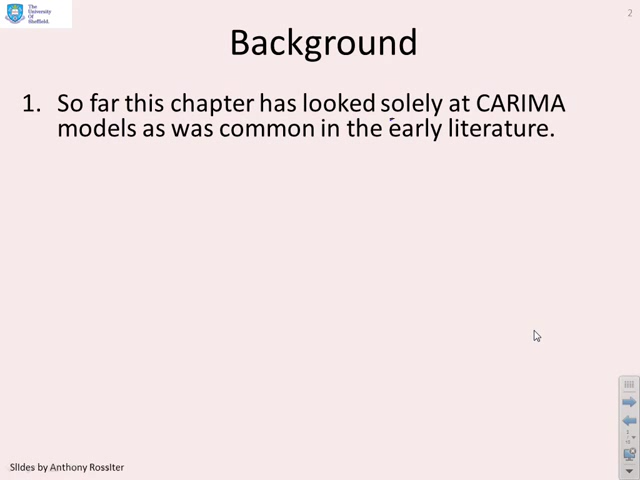 The
University
Of
Sheffield.
2
Background
1. So far this chapter has looked solely at CARIMA
models as was common in the early literature.
Slides by Anthony Rossiter